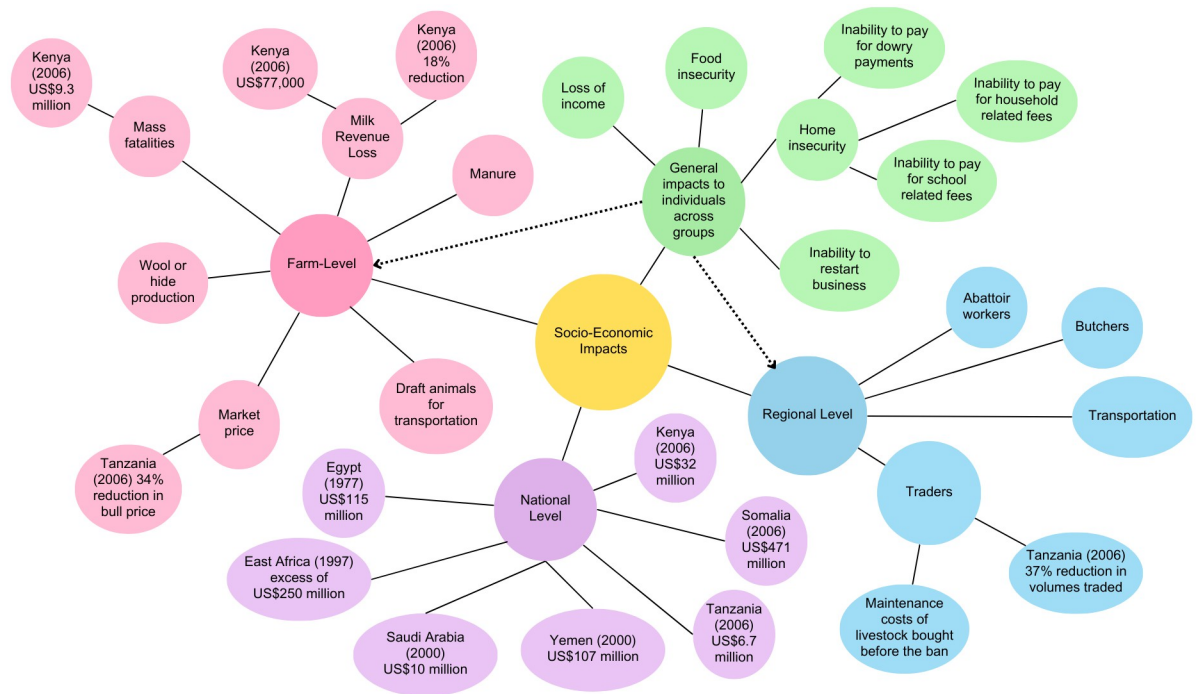 Kenya
(2006)
US$9.3
million
Mass
fatalities
Kenya
(2006)
US$77,000
Kenya
(2006)
18%
reduction
Milk
Revenue
Loss
Manure
Farm-Level
Wool or
hide
production
Market
price
Tanzania
(2006) 34%
reduction in
bull price
Draft animals
for
transportation
Loss of
income
Food
insecurity
General
impacts to
individuals
across
groups
Home
insecurity
Inability to pay
for dowry
payments
Inability to pay
for household
related fees
Inability to pay
for school
related fees
Inability to
restart
business
Socio-Economic
Impacts
Regional Level
Abattoir
workers
Butchers
Transportation
Traders
Tanzania (2006)
37% reduction in
volumes traded
Maintenance
costs of
livestock bought
before the ban
National
Level
Kenya
(2006)
US$32
million
Somalia
(2006)
US$471
million
Tanzania
(2006)
US$6.7
million
Yemen (2000)
US$107 million
Saudi Arabia
(2000)
US$10 million
East Africa (1997)
excess of
US$250 million
Egypt
(1977)
US$115
million